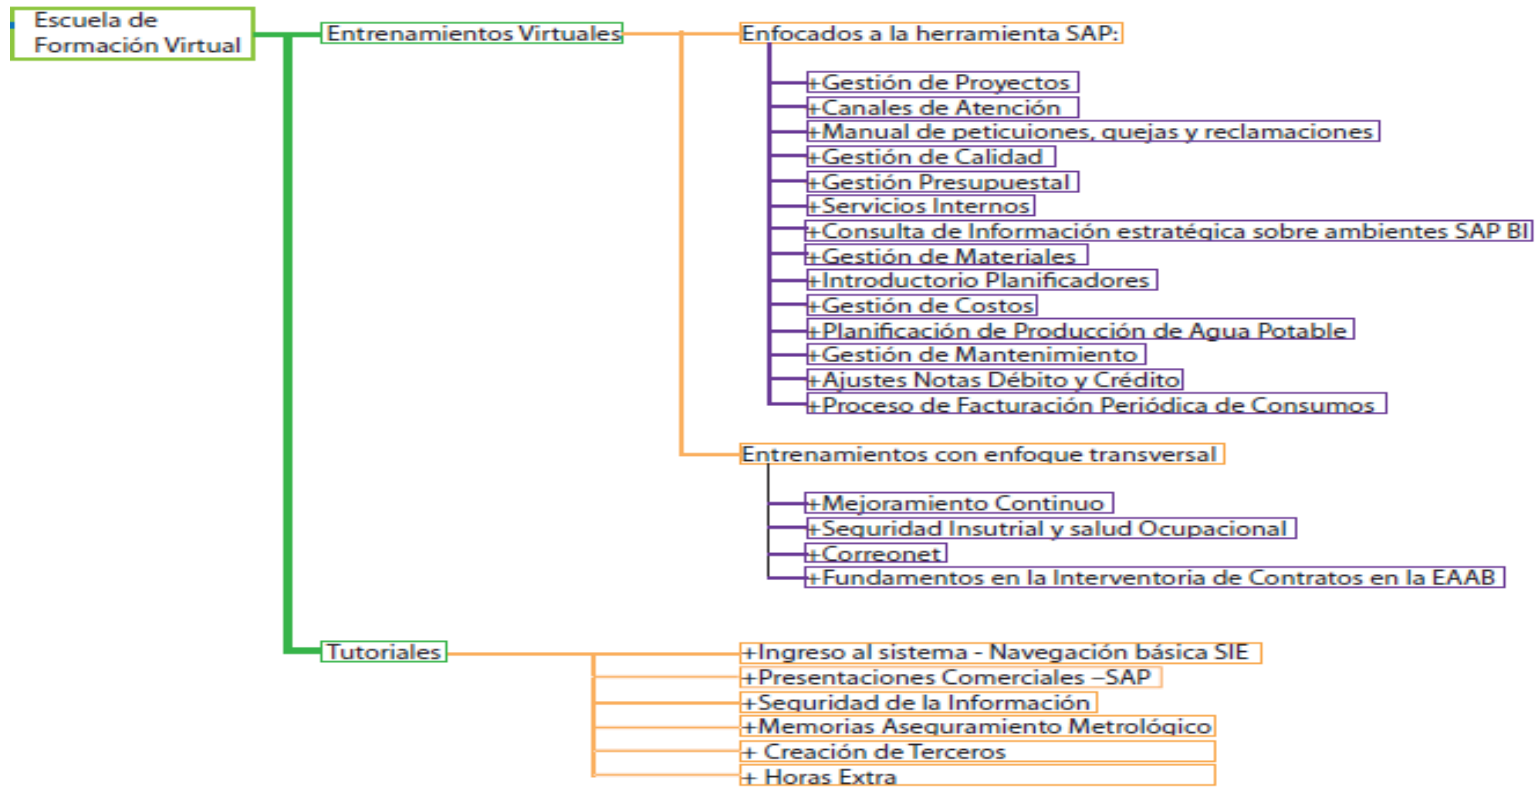 Escuela de
Formación Virtual
Entrenamientos Virtuales
Enfocados a la herramienta SAP:
+Gestión de Proyectos
+Canales de Atención
+Manual de peticuiones, quejas y reclamaciones
+Gestión de Calidad
+Gestión Presupuestal
+Servicios Internos
+Consulta de Información estratégica sobre ambientes SAP BI
+Gestión de Materiales
+Introductorio Planificadores
+Gestión de Costos
+Planificación de Producción de Agua Potable
+Gestión de Mantenimiento
+Ajustes Notas Débito y Crédito
+Proceso de Facturación Periódica de Consumos
Entrenamientos con enfoque transversal
+Mejoramiento Continuo
+Seguridad Insutrial y salud Ocupacional
+Correonet
+Fundamentos en la Interventoria de Contratos en la EAAB
Tutoriales
+Ingreso al sistema - Navegación básica SIE
+Presentaciones Comerciales –SAP
+Seguridad de la Información
+Memorias Aseguramiento Metrológico
+ Creación de Terceros
+ Horas Extra